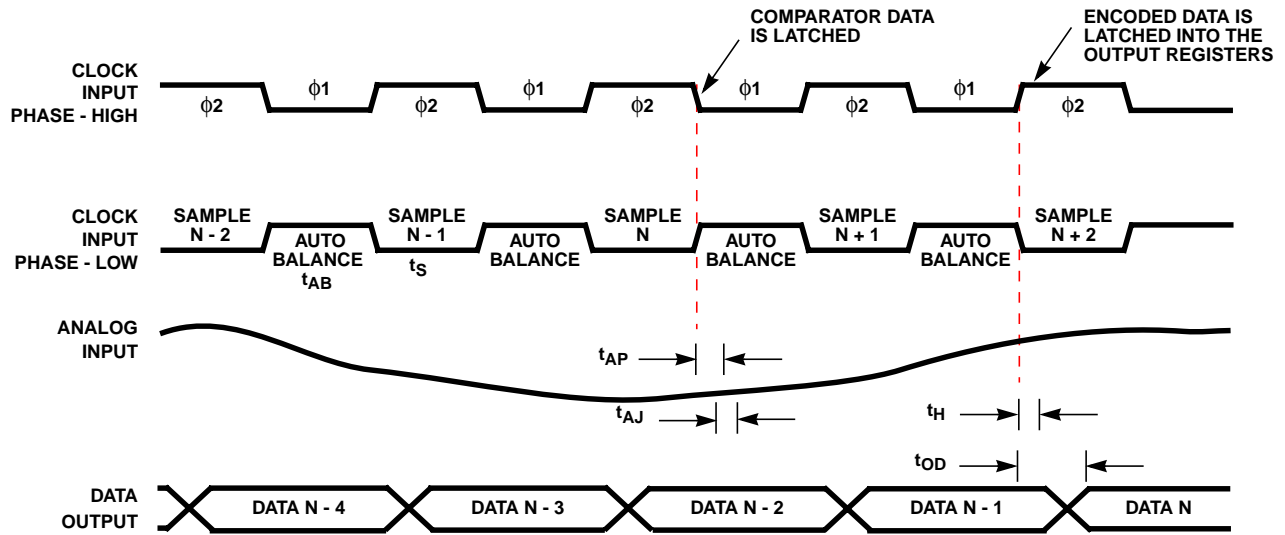 COMPARATOR DATA
IS LATCHED
ENCODED DATA IS
LATCHED INTO THE
OUTPUT REGISTERS
CLOCK
INPUT
PHASE - HIGH
ϕ2
ϕ1
ϕ2
ϕ1
ϕ2
ϕ1
ϕ2
ϕ1
ϕ2
CLOCK
INPUT
PHASE - LOW
SAMPLE
N - 2
AUTO
BALANCE
tAB
SAMPLE
N - 1
tS
AUTO
BALANCE
SAMPLE
N
AUTO
BALANCE
SAMPLE
N + 1
AUTO
BALANCE
SAMPLE
N + 2
ANALOG
INPUT
tAP
tAJ
tH
tOD
DATA
OUTPUT
DATA N - 4
DATA N - 3
DATA N - 2
DATA N - 1
DATA N